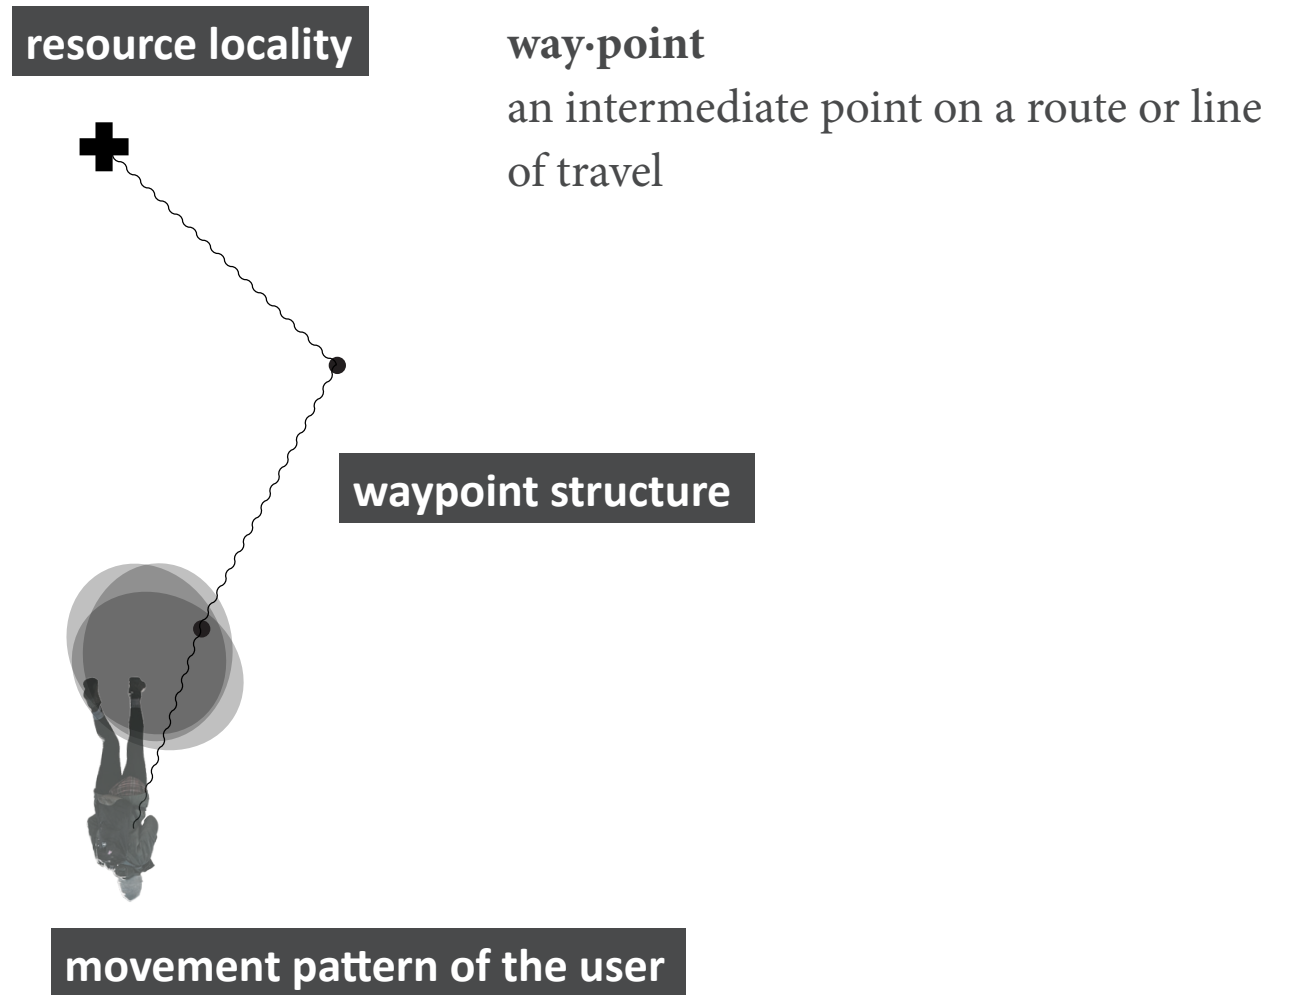 resource locality
way·point
an intermediate point on a route or line
of travel
waypoint structure
movement pattern of the user